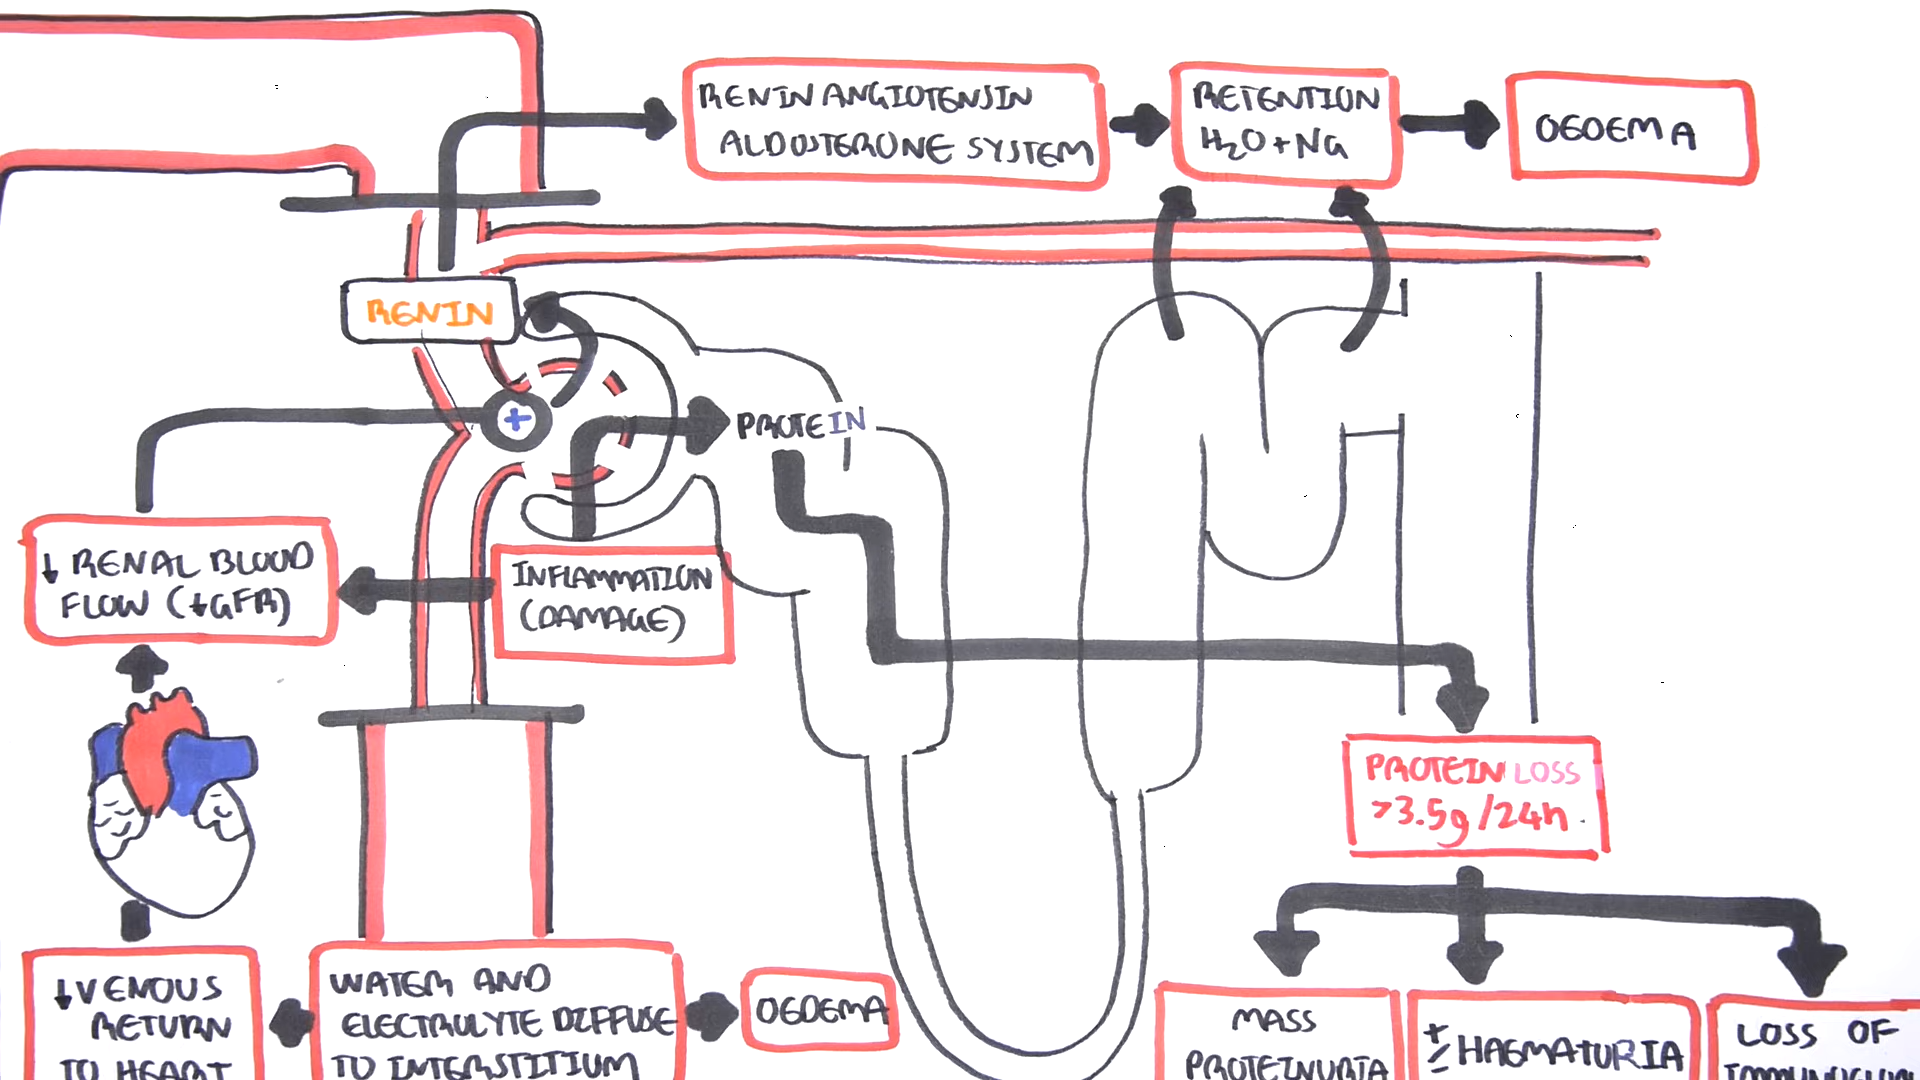 RENIN ANGIOTENSIN
ALDOSTERONE SYSTEM
RETENTION
H₂O + Na
OEDEMA
RENIN
+
PROTEIN
↓ RENAL BLOOD
FLOW (↓GFR)
INFLAMMATION
(DAMAGE)
PROTEIN LOSS
>3.5g/24h
↓VENOUS
RETURN
TO HEART
WATER AND
ELECTROLYTE DIFFUSE
TO INTERSTITIUM
OEDEMA
MASS
PROTEINURIA
+/- HAEMATURIA
LOSS OF